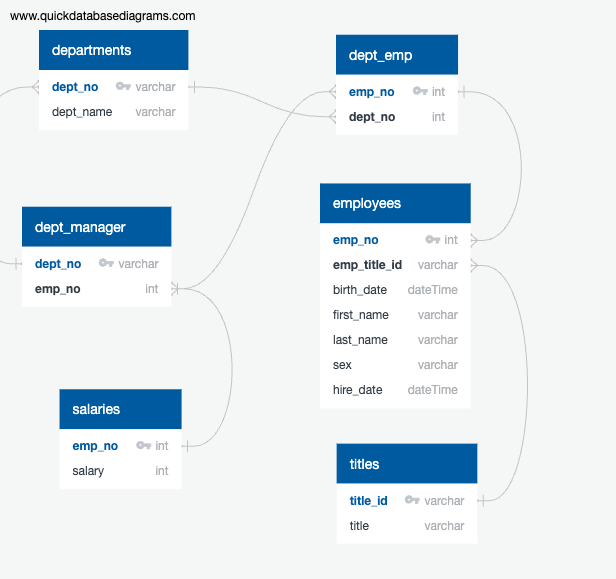 www.quickdatabasediagrams.com
departments
dept_no varchar
dept_name varchar
dept_emp
emp_no int
dept_no int
employees
emp_no int
emp_title_id varchar
birth_date dateTime
first_name varchar
last_name varchar
sex varchar
hire_date dateTime
dept_manager
dept_no varchar
emp_no int
salaries
emp_no int
salary int
titles
title_id varchar
title varchar